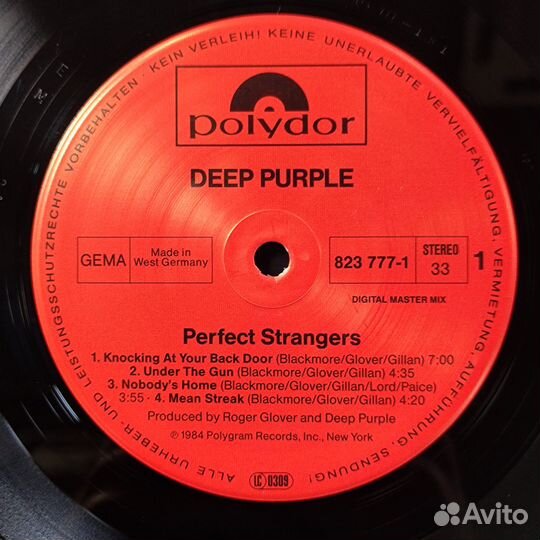 ALLE URHEBER- UND LEISTUNGSSCHUTZRECHTE VORBEHALTEN · KEIN VERLEIH! KEINE UNERLAUBTE VERVIELFÄLTIGUNG, VERMIETUNG, AUFFÜHRUNG, SENDUNG!
polydor
DEEP PURPLE
GEMA
Made in
West Germany
823 777-1
STEREO
33
1
DIGITAL MASTER MIX
Perfect Strangers
1. Knocking At Your Back Door (Blackmore/Glover/Gillan) 7:00
2. Under The Gun (Blackmore/Glover/Gillan) 4:35
3. Nobody's Home (Blackmore/Glover/Gillan/Lord/Paice)
3:55 · 4. Mean Streak (Blackmore/Glover/Gillan) 4:20
Produced by Roger Glover and Deep Purple
℗ 1984 Polygram Records, Inc., New York
LC 0309
Avito